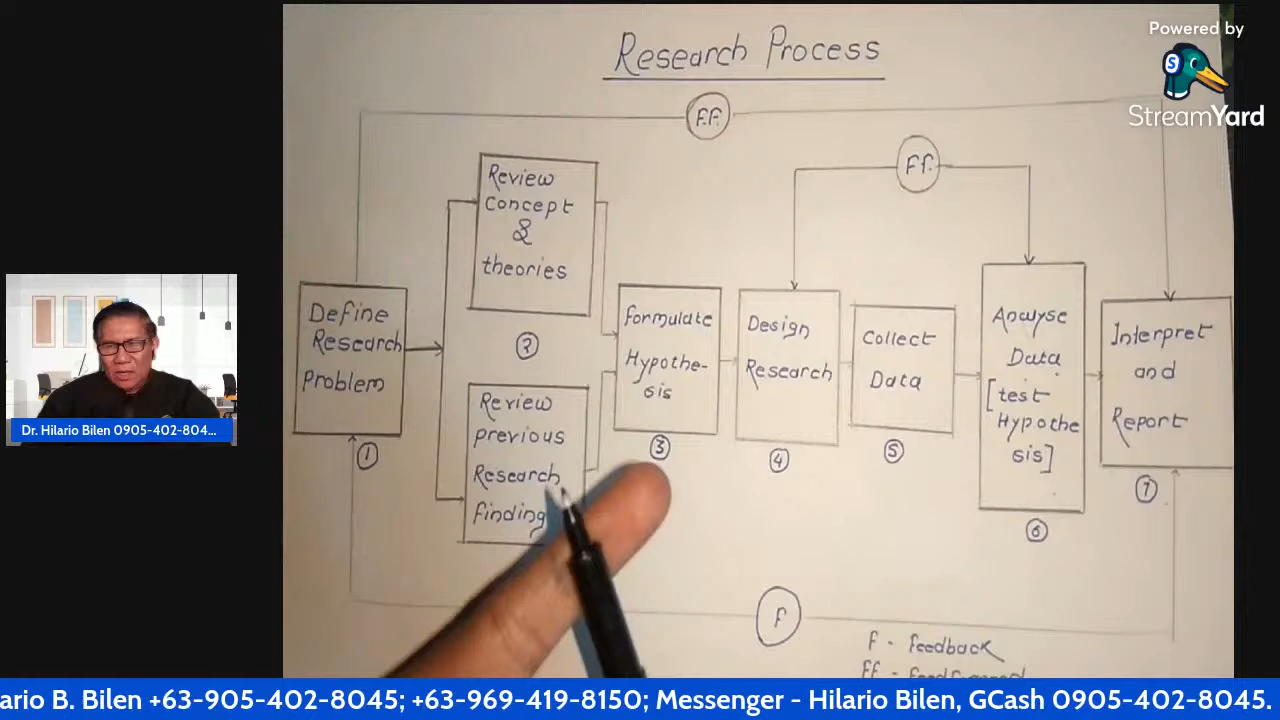 Powered by
StreamYard
Research Process
F.F.
Ff.
Review
Concept
&
theories
Define
Research
Problem
①
②
Review
previous
Research
finding
formulate
Hypothe-
sis
③
Design
Research
④
Collect
Data
⑤
Analyse
Data
[test
Hypothe
sis]
⑥
Interpret
and
Report
⑦
F
F - Feedback
FF -
Dr. Hilario Bilen 0905-402-804...
ario B. Bilen +63-905-402-8045; +63-969-419-8150; Messenger - Hilario Bilen, GCash 0905-402-8045.